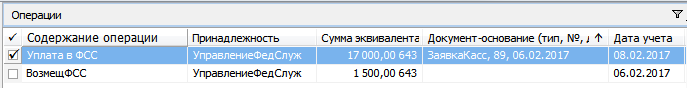 Операции
Содержание операции Принадлежность Сумма эквивалента Документ-основание (тип, №, Дата учета
Уплата в ФСС УправлениеФедСлуж 17 000,00 643 ЗаявкаКасс, 89, 06.02.2017 08.02.2017
ВозмещФСС УправлениеФедСлуж 1 500,00 643 06.02.2017